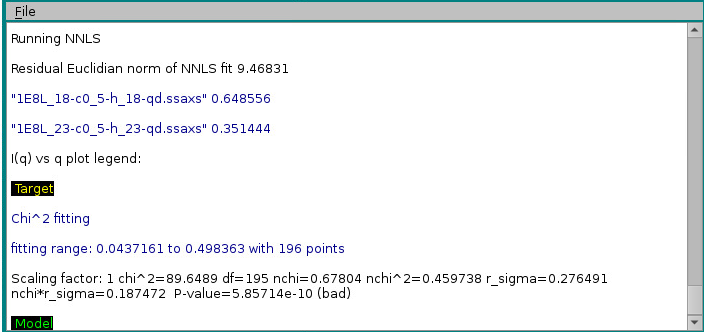 File
Running NNLS
Residual Euclidian norm of NNLS fit 9.46831
"1E8L_18-c0_5-h_18-qd.ssaxs" 0.648556
"1E8L_23-c0_5-h_23-qd.ssaxs" 0.351444
I(q) vs q plot legend:
Target
Chi^2 fitting
fitting range: 0.0437161 to 0.498363 with 196 points
Scaling factor: 1 chi^2=89.6489 df=195 nchi=0.67804 nchi^2=0.459738 r_sigma=0.276491
nchi*r_sigma=0.187472  P-value=5.85714e-10 (bad)
Model